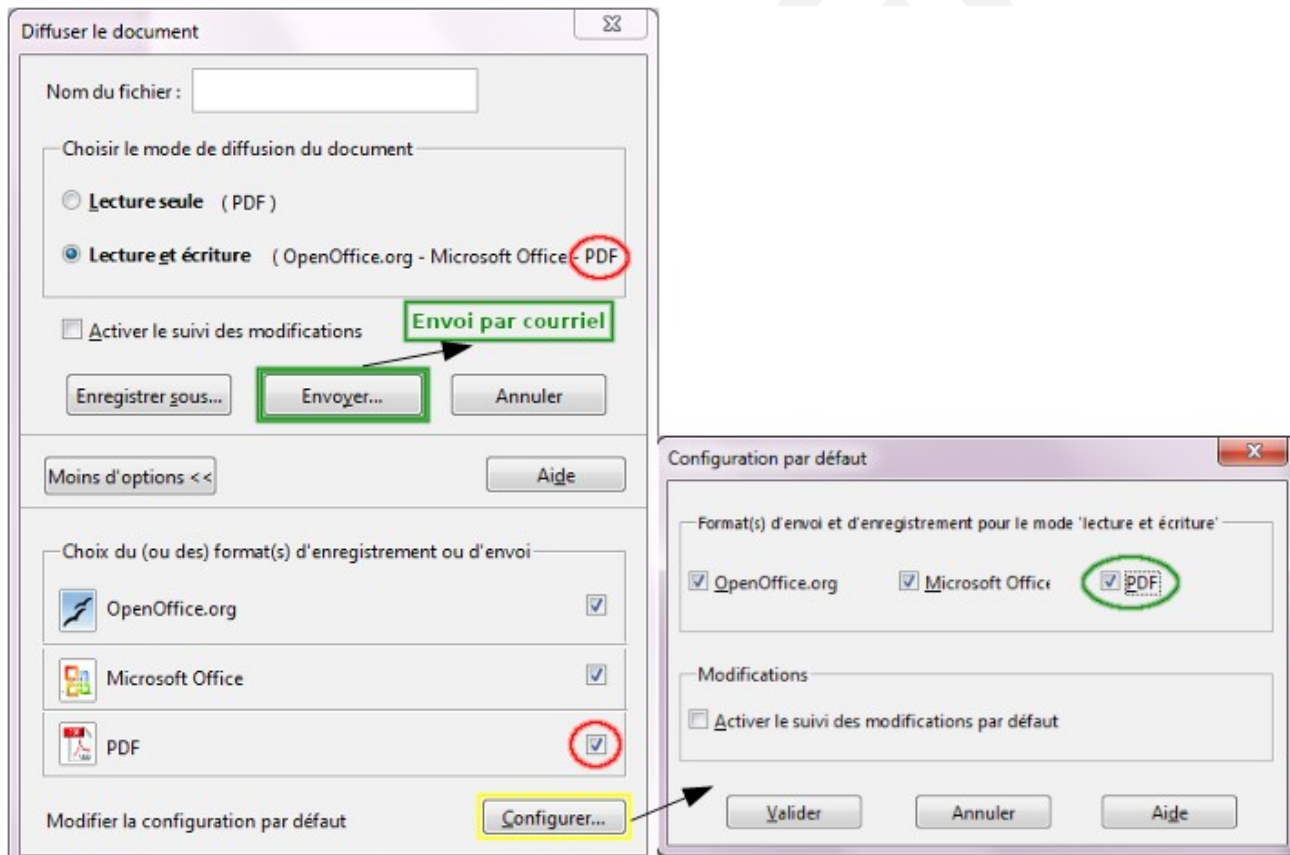 Diffuser le document
Nom du fichier :
Choisir le mode de diffusion du document
Lecture seule ( PDF )
Lecture et écriture ( OpenOffice.org - Microsoft Office - PDF
Activer le suivi des modifications
Envoi par courriel
Enregistrer sous... Envoyer... Annuler
Moins d'options << Aide
Choix du (ou des) format(s) d'enregistrement ou d'envoi
OpenOffice.org
Microsoft Office
PDF
Modifier la configuration par défaut Configurer...
Configuration par défaut
Format(s) d'envoi et d'enregistrement pour le mode 'lecture et écriture'
OpenOffice.org Microsoft Office PDF
Modifications
Activer le suivi des modifications par défaut
Valider Annuler Aide